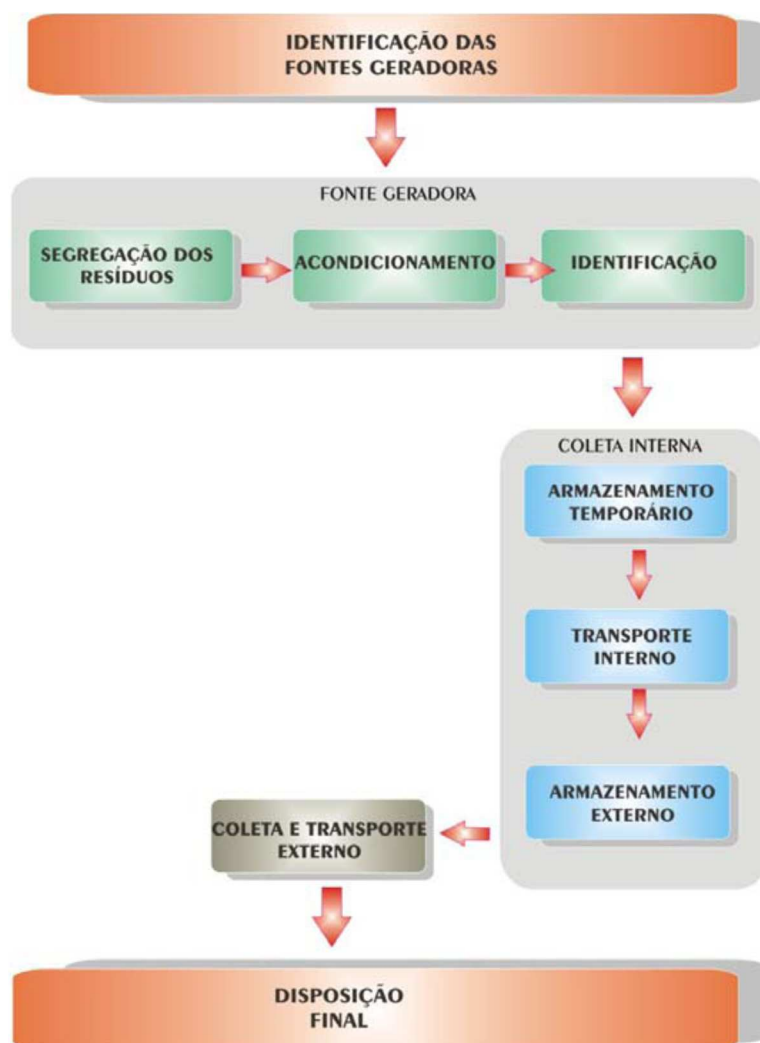 IDENTIFICAÇÃO DAS
FONTES GERADORAS
FONTE GERADORA
SEGREGAÇÃO DOS
RESÍDUOS
ACONDICIONAMENTO
IDENTIFICAÇÃO
COLETA INTERNA
ARMAZENAMENTO
TEMPORÁRIO
TRANSPORTE
INTERNO
ARMAZENAMENTO
EXTERNO
COLETA E TRANSPORTE
EXTERNO
DISPOSIÇÃO
FINAL